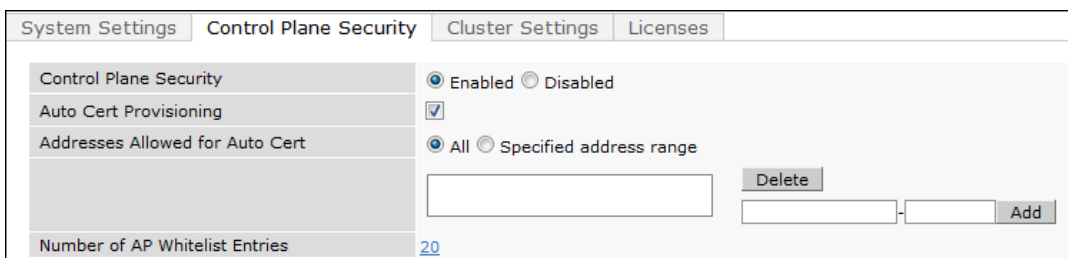 System Settings Control Plane Security Cluster Settings Licenses
Control Plane Security Enabled Disabled
Auto Cert Provisioning
Addresses Allowed for Auto Cert All Specified address range
Delete
- Add
Number of AP Whitelist Entries 20